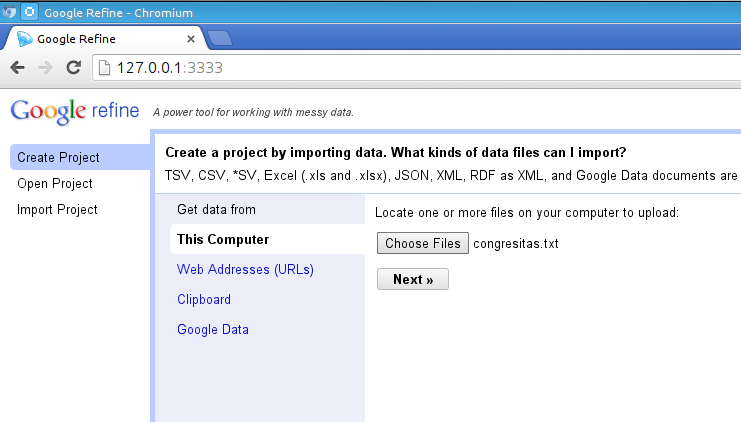 Google Refine - Chromium
Google Refine
127.0.0.1:3333
Google refine A power tool for working with messy data.
Create Project
Open Project
Import Project
Create a project by importing data. What kinds of data files can I import?
TSV, CSV, *SV, Excel (.xls and .xlsx), JSON, XML, RDF as XML, and Google Data documents are
Get data from
This Computer
Web Addresses (URLs)
Clipboard
Google Data
Locate one or more files on your computer to upload:
Choose Files congresitas.txt
Next »